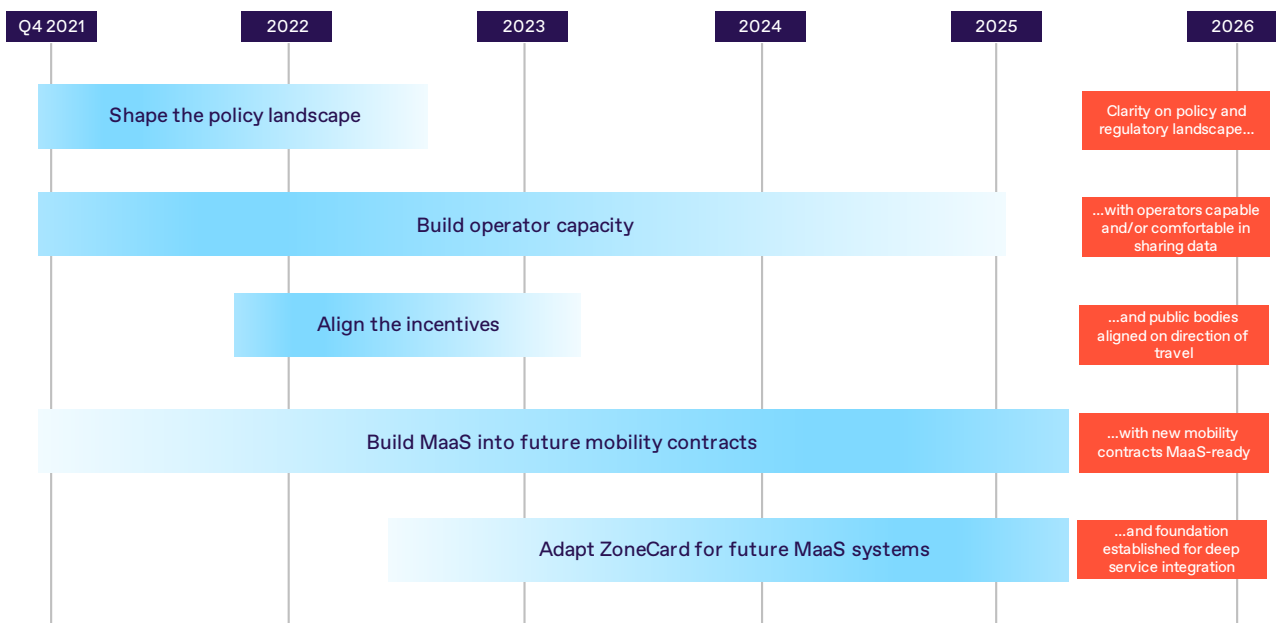 Q4 2021
2022
2023
2024
2025
2026
Shape the policy landscape
Clarity on policy and
regulatory landscape...
Build operator capacity
...with operators capable
and/or comfortable in
sharing data
Align the incentives
...and public bodies
aligned on direction of
travel
Build MaaS into future mobility contracts
...with new mobility
contracts MaaS-ready
Adapt ZoneCard for future MaaS systems
...and foundation
established for deep
service integration